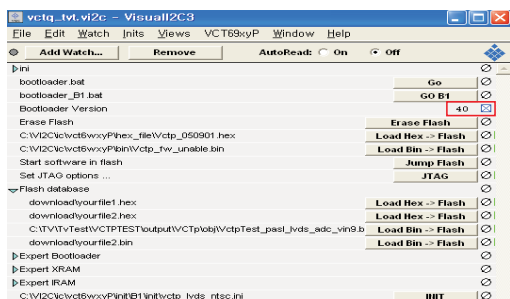 vctq_tvt.vi2c - VisualI2C3
File Edit Watch Inits Views VCT69xyP Window Help
Add Watch... Remove AutoRead: On Off
ini
bootloader.bat Go
bootloader_B1.bat GO B1
Bootloader Version 40
Erase Flash Erase Flash
C:\VI2C\ic\vct6wxyP\hex_file\Vctp_050901.hex Load Hex -> Flash
C:\VI2C\ic\vct6wxyP\bin\Vctp_fw_unable.bin Load Bin -> Flash
Start software in flash Jump Flash
Set JTAG options ... JTAG
Flash database
download\yourfile1.hex Load Hex -> Flash
download\yourfile2.hex Load Hex -> Flash
C:\TV\TvTest\VCTPTEST\output\VCTp\obj\VctpTest_pasl_lvds_adc_vin9.b Load Bin -> Flash
download\yourfile2.bin Load Bin -> Flash
Expert Bootloader
Expert XRAM
Expert IRAM
C:\VI2C\ic\vct6wxyP\init\B1\init\vctp_lvds_ntsc.ini INIT